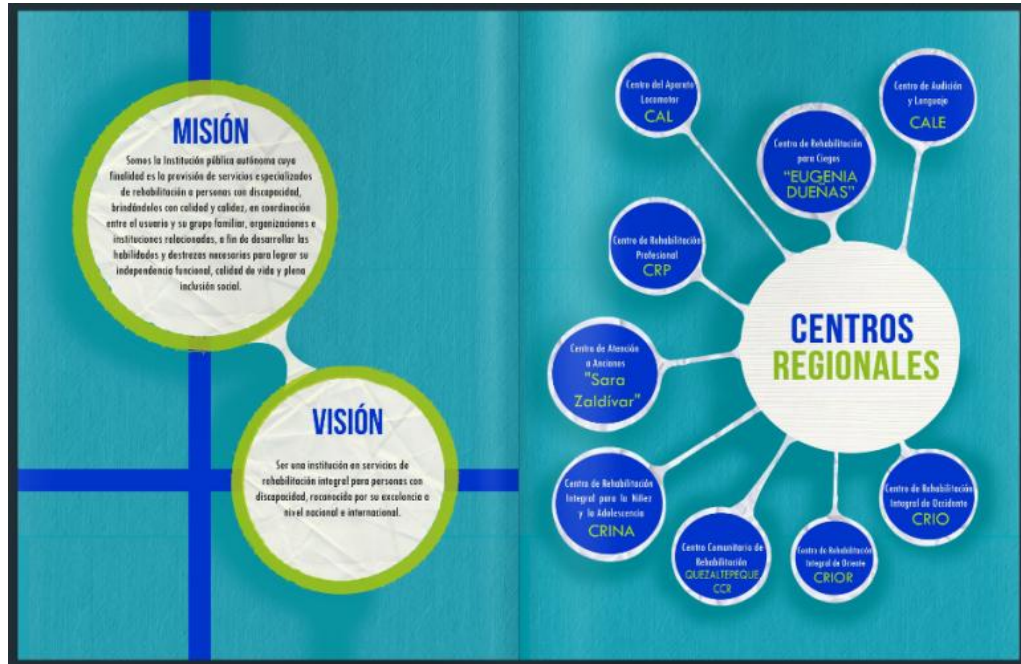 MISIÓN
Somos la Institución pública autónoma cuya
finalidad es la provisión de servicios especializados
de rehabilitación a personas con discapacidad,
brindándolos con calidad y calidez, en coordinación
entre el usuario y su grupo familiar, organizaciones e
instituciones relacionadas, a fin de desarrollar las
habilidades y destrezas necesarias para lograr su
independencia funcional, calidad de vida y plena
inclusión social.
VISIÓN
Ser una institución en servicios de
rehabilitación integral para personas con
discapacidad, reconocida por su excelencia a
nivel nacional e internacional.
Centro del Aparato
Locomotor
CAL
Centro de Audición
y Lenguaje
CALE
Centro de Rehabilitación
para Ciegos
"EUGENIA
DUEÑAS"
Centro de Rehabilitación
Profesional
CRP
CENTROS
REGIONALES
Centro de Atención
a Ancianos
"Sara
Zaldívar"
Centro de Rehabilitación
Integral para la Niñez
y la Adolescencia
CRINA
Centro Comunitario de
Rehabilitación
QUEZALTEPEQUE
CCR
Centro de Rehabilitación
Integral de Oriente
CRIOR
Centro de Rehabilitación
Integral de Occidente
CRIO